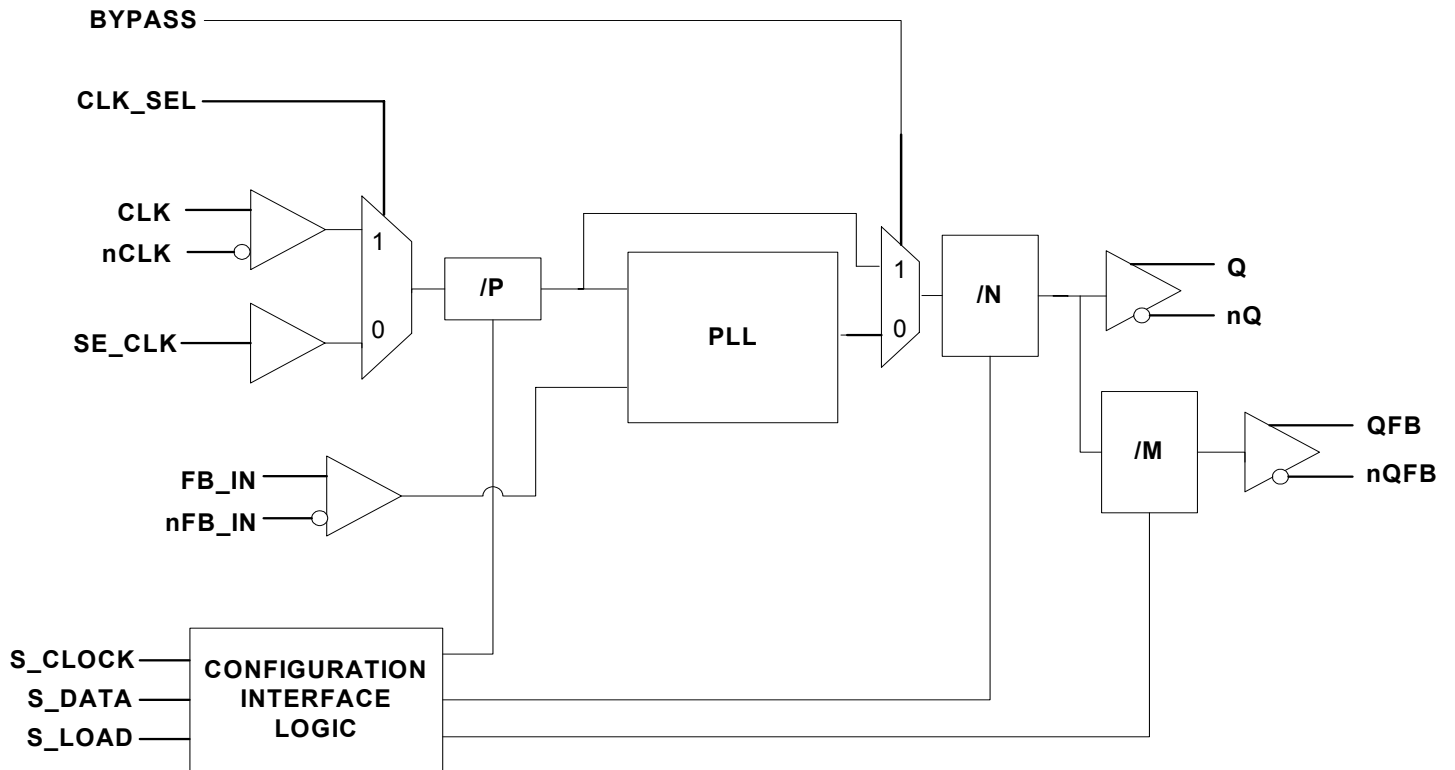 BYPASS
CLK_SEL
CLK
nCLK
SE_CLK
1
0
/P
PLL
1
0
/N
Q
nQ
/M
QFB
nQFB
FB_IN
nFB_IN
S_CLOCK
S_DATA
S_LOAD
CONFIGURATION
INTERFACE
LOGIC